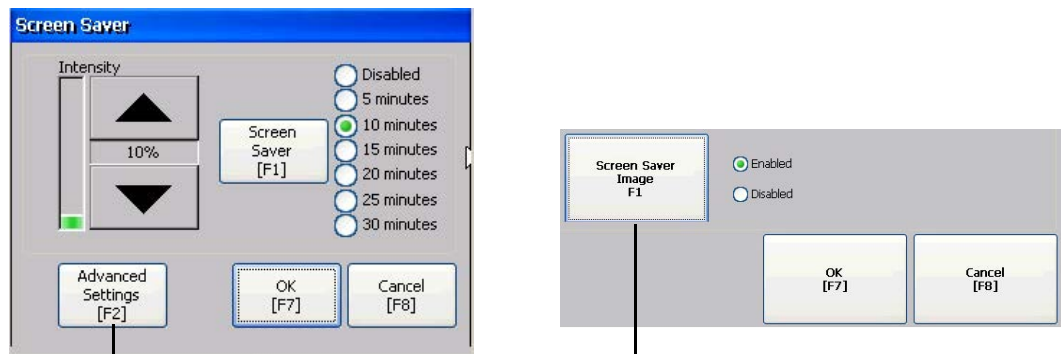 Screen Saver
Intensity
10%
Screen
Saver
[F1]
Disabled
5 minutes
10 minutes
15 minutes
20 minutes
25 minutes
30 minutes
Advanced
Settings
[F2]
OK
[F7]
Cancel
[F8]
Screen Saver
Image
F1
Enabled
Disabled
OK
[F7]
Cancel
[F8]